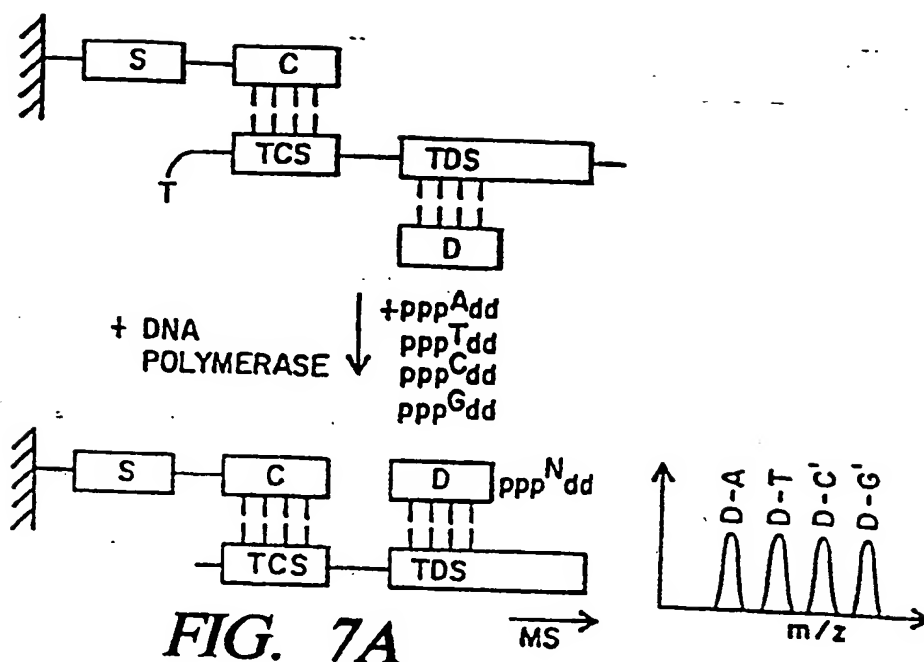 S
C
TCS
TDS
T
D
+ DNA
POLYMERASE
+pppAdd
pppTdd
pppCdd
pppGdd
S
C
D
pppNdd
TCS
TDS
MS
D-A
D-T
D-C'
D-G'
m/z
FIG. 7A